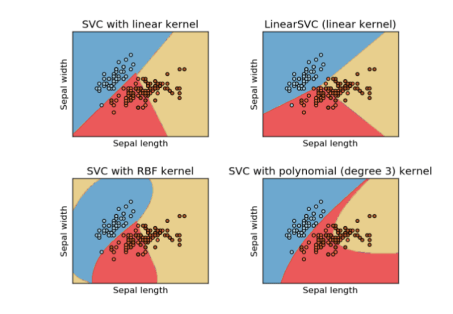 SVC with linear kernel
LinearSVC (linear kernel)
Sepal width
Sepal width
Sepal length
Sepal length
SVC with RBF kernel
SVC with polynomial (degree 3) kernel
Sepal width
Sepal width
Sepal length
Sepal length